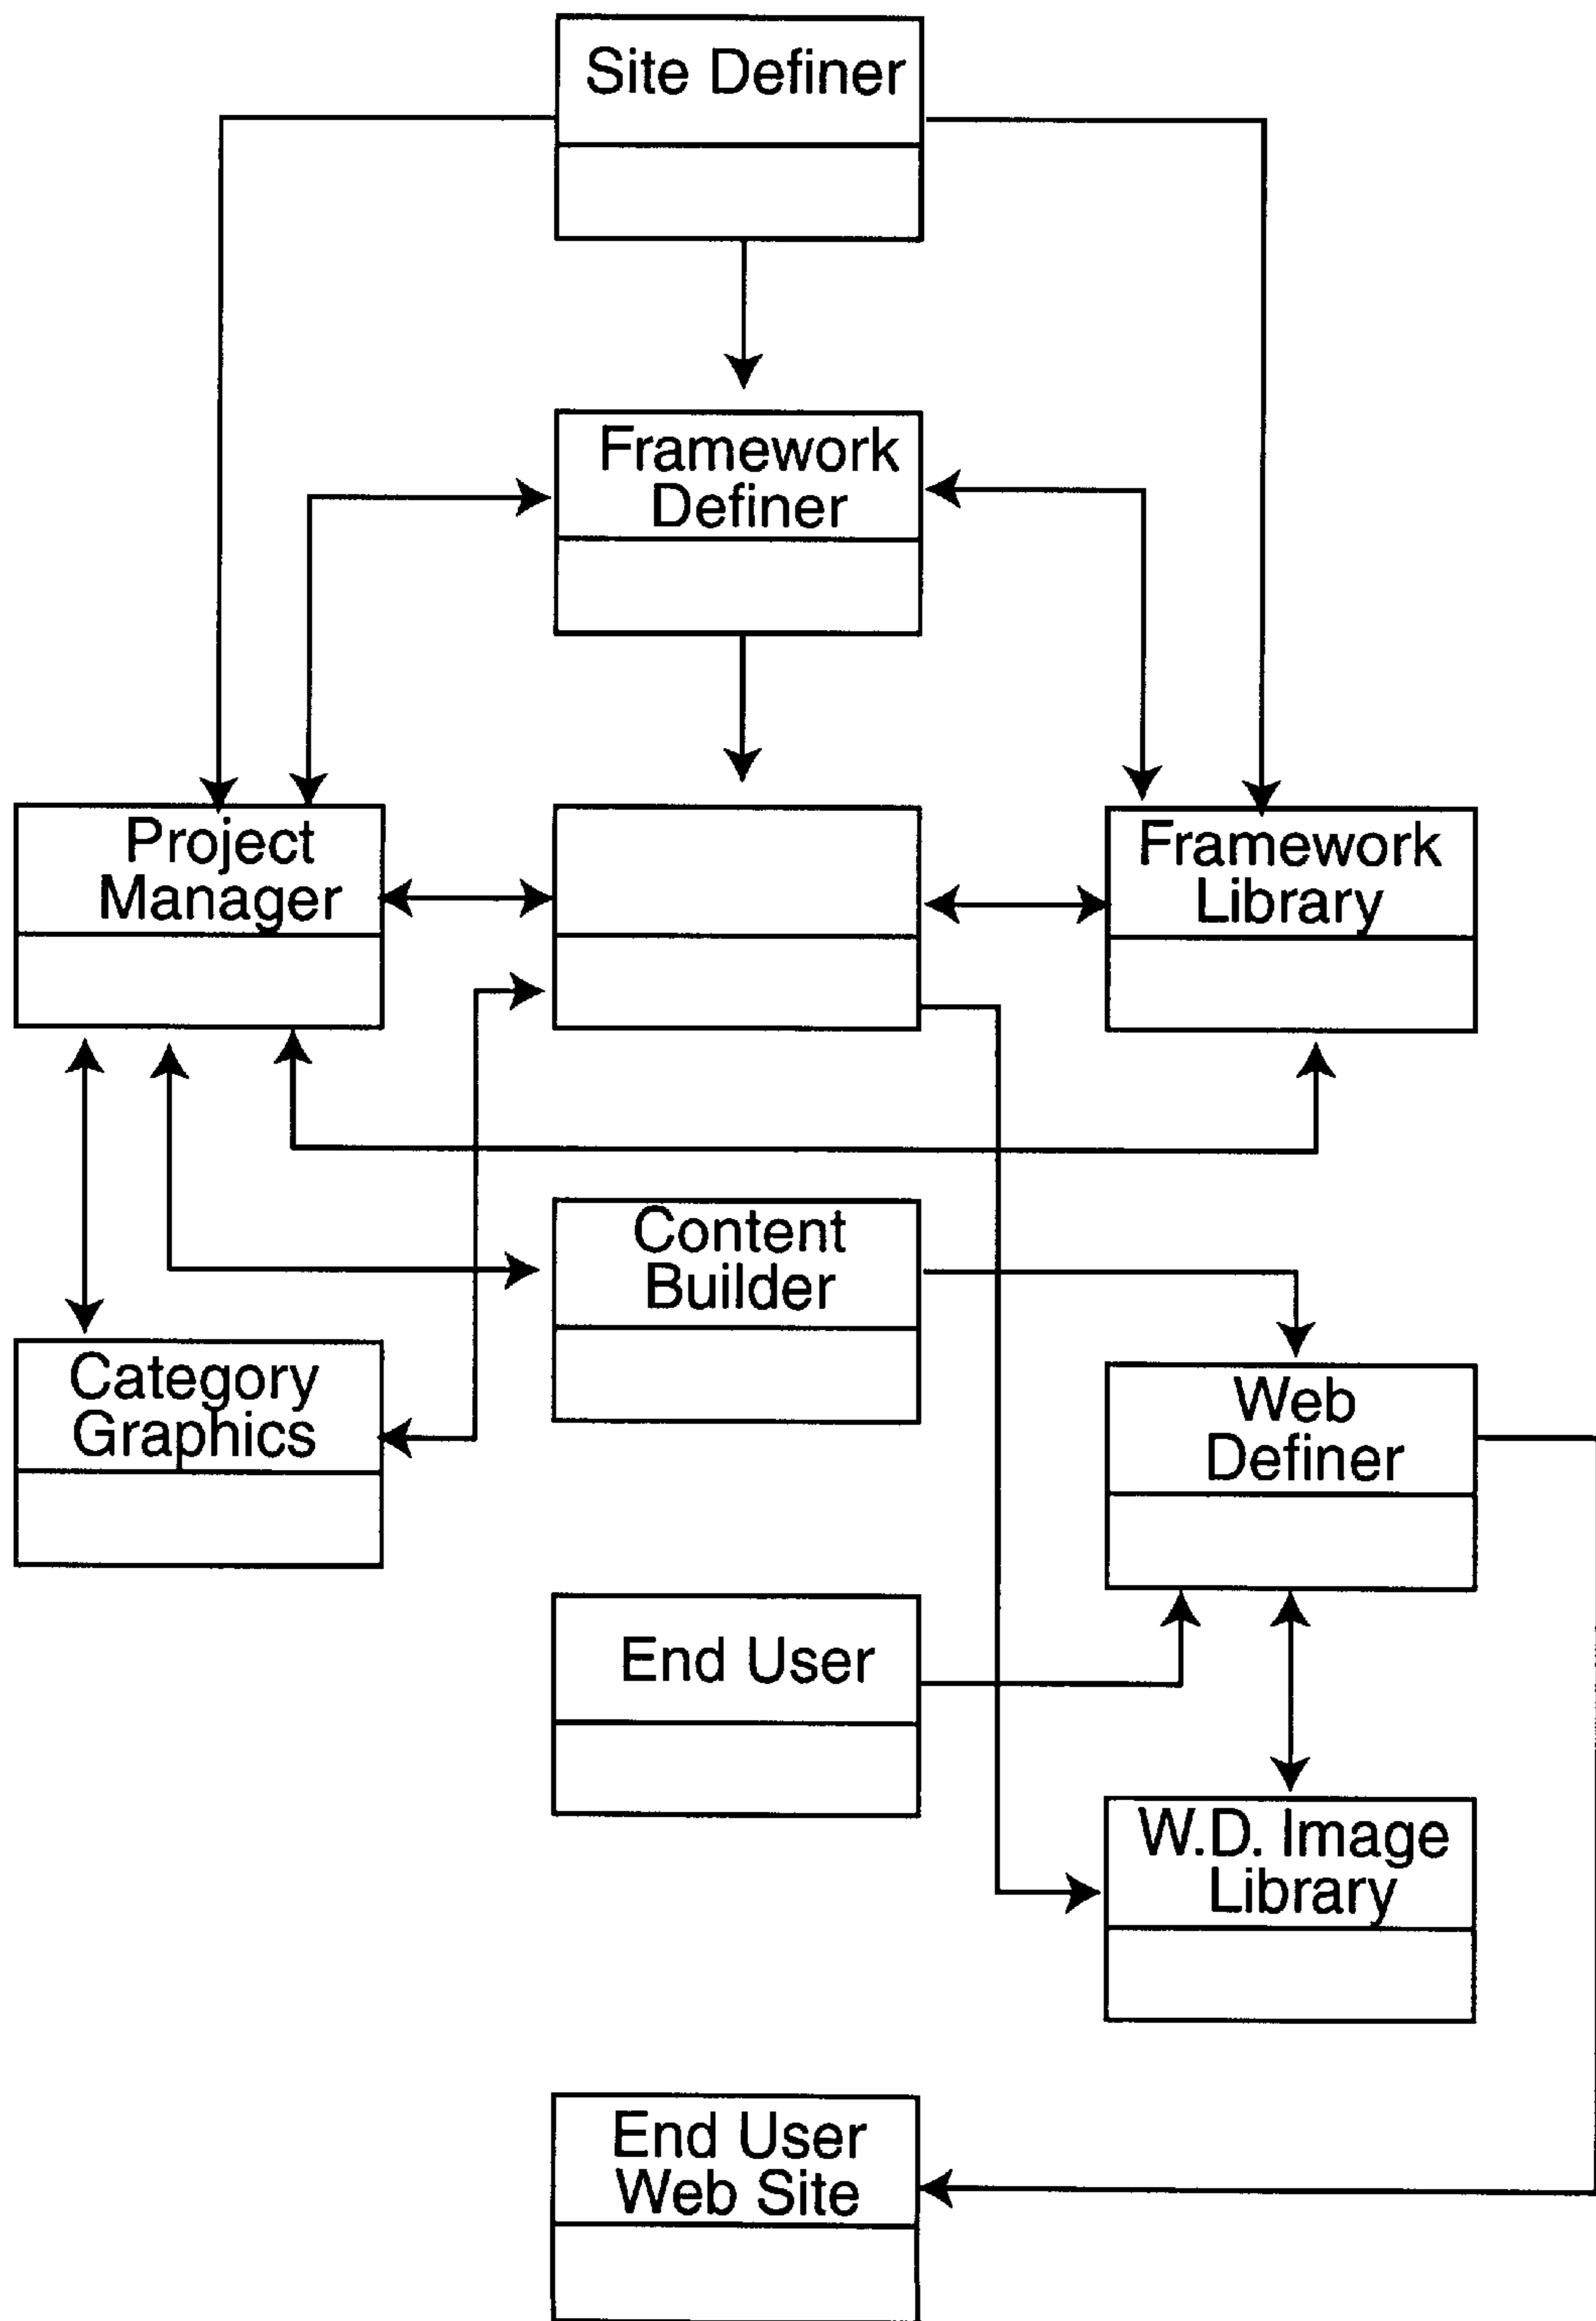 Site Definer
Framework
Definer
Project
Manager
Framework
Library
Content
Builder
Category
Graphics
Web
Definer
End User
W.D. Image
Library
End User
Web Site